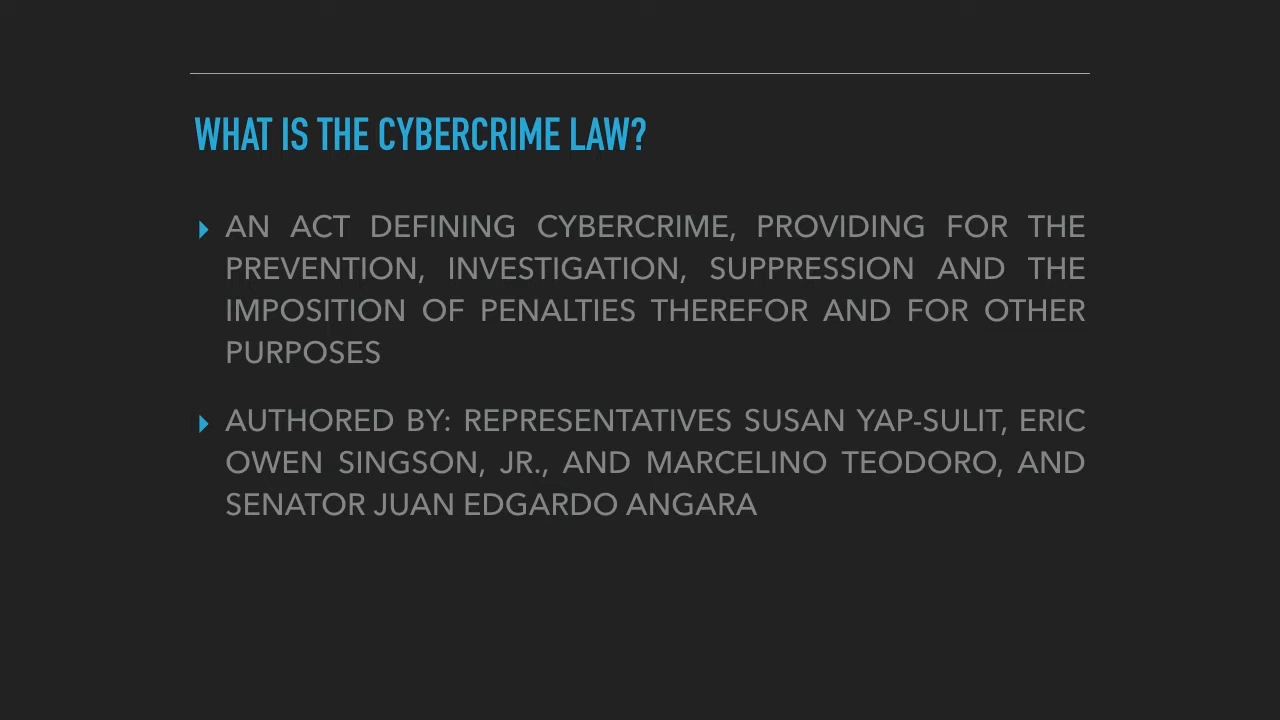 WHAT IS THE CYBERCRIME LAW?
AN ACT DEFINING CYBERCRIME, PROVIDING FOR THE
PREVENTION, INVESTIGATION, SUPPRESSION AND THE
IMPOSITION OF PENALTIES THEREFOR AND FOR OTHER
PURPOSES
AUTHORED BY: REPRESENTATIVES SUSAN YAP-SULIT, ERIC
OWEN SINGSON, JR., AND MARCELINO TEODORO, AND
SENATOR JUAN EDGARDO ANGARA